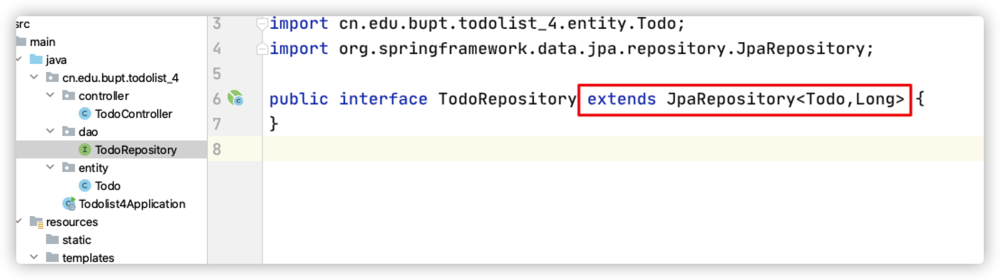 src
main
java
cn.edu.bupt.todolist_4
controller
C TodoController
dao
I TodoRepository
entity
C Todo
Todolist4Application
resources
static
templates
3 import cn.edu.bupt.todolist_4.entity.Todo;
4 import org.springframework.data.jpa.repository.JpaRepository;
5
6 public interface TodoRepository extends JpaRepository<Todo,Long> {
7 }
8